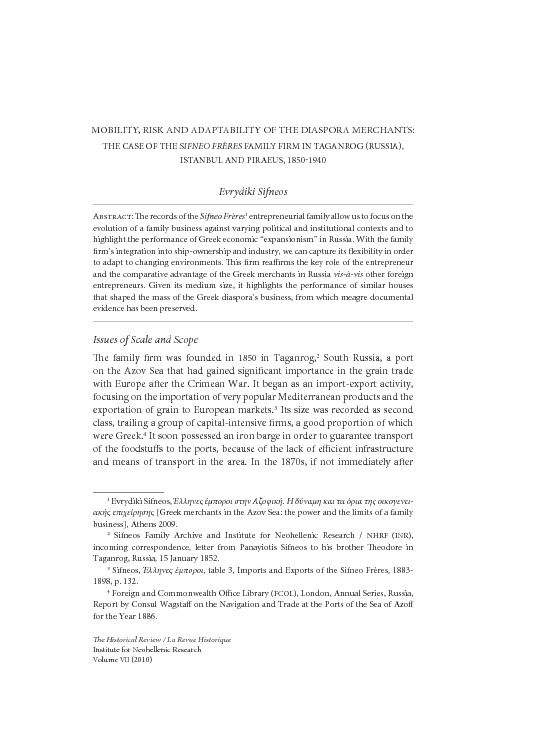 MOBILITY, RISK AND ADAPTABILITY OF THE DIASPORA MERCHANTS:
THE CASE OF THE SIFNEO FRÈRES FAMILY FIRM IN TAGANROG (RUSSIA),
ISTANBUL AND PIRAEUS, 1850-1940
Evrydiki Sifneos
ABSTRACT: The records of the Sifneo Frères¹ entrepreneurial family allow us to focus on the
evolution of a family business against varying political and institutional contexts and to
highlight the performance of Greek economic “expansionism” in Russia. With the family
firm’s integration into ship-ownership and industry, we can capture its flexibility in order
to adapt to changing environments. This firm reaffirms the key role of the entrepreneur
and the comparative advantage of the Greek merchants in Russia vis-à-vis other foreign
entrepreneurs. Given its medium size, it highlights the performance of similar houses
that shaped the mass of the Greek diaspora’s business, from which meagre documental
evidence has been preserved.
Issues of Scale and Scope
The family firm was founded in 1850 in Taganrog,² South Russia, a port
on the Azov Sea that had gained significant importance in the grain trade
with Europe after the Crimean War. It began as an import-export activity,
focusing on the importation of very popular Mediterranean products and the
exportation of grain to European markets.³ Its size was recorded as second
class, trailing a group of capital-intensive firms, a good proportion of which
were Greek.⁴ It soon possessed an iron barge in order to guarantee transport
of the foodstuffs to the ports, because of the lack of efficient infrastructure
and means of transport in the area. In the 1870s, if not immediately after
¹ Evrydiki Sifneos, Έλληνες έμποροι στην Αζοφική. Η δύναμη και τα όρια της οικογενει-
ακής επιχείρησης [Greek merchants in the Azov Sea: the power and the limits of a family
business], Athens 2009.
² Sifneos Family Archive and Institute for Neohellenic Research / NHRF (INR),
incoming correspondence, letter from Panayiotis Sifneos to his brother Theodore in
Taganrog, Russia, 15 January 1852.
³ Sifneos, Έλληνες έμποροι, table 3, Imports and Exports of the Sifneo Frères, 1883-
1898, p. 132.
⁴ Foreign and Commonwealth Office Library (FCOL), London, Annual Series, Russia,
Report by Consul Wagstaff on the Navigation and Trade at the Ports of the Sea of Azoff
for the Year 1886.
The Historical Review / La Revue Historique
Institute for Neohellenic Research
Volume VII (2010)